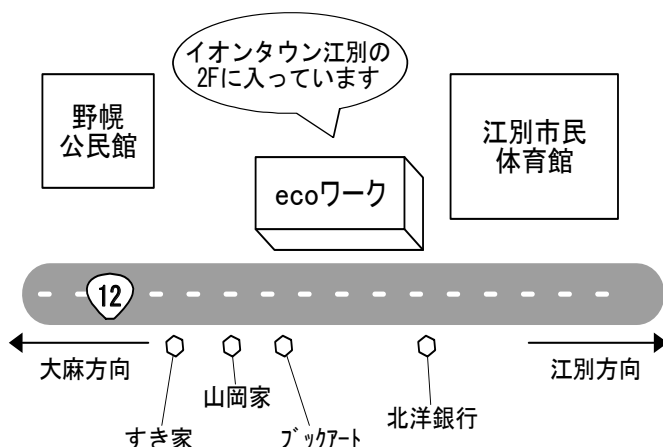 イオンタウン江別の
2Fに入っています
野幌
公民館
江別市民
体育館
ecoワーク
12
大麻方向
江別方向
すき家
山岡家
ﾌﾞｯｸｱｰﾄ
北洋銀行